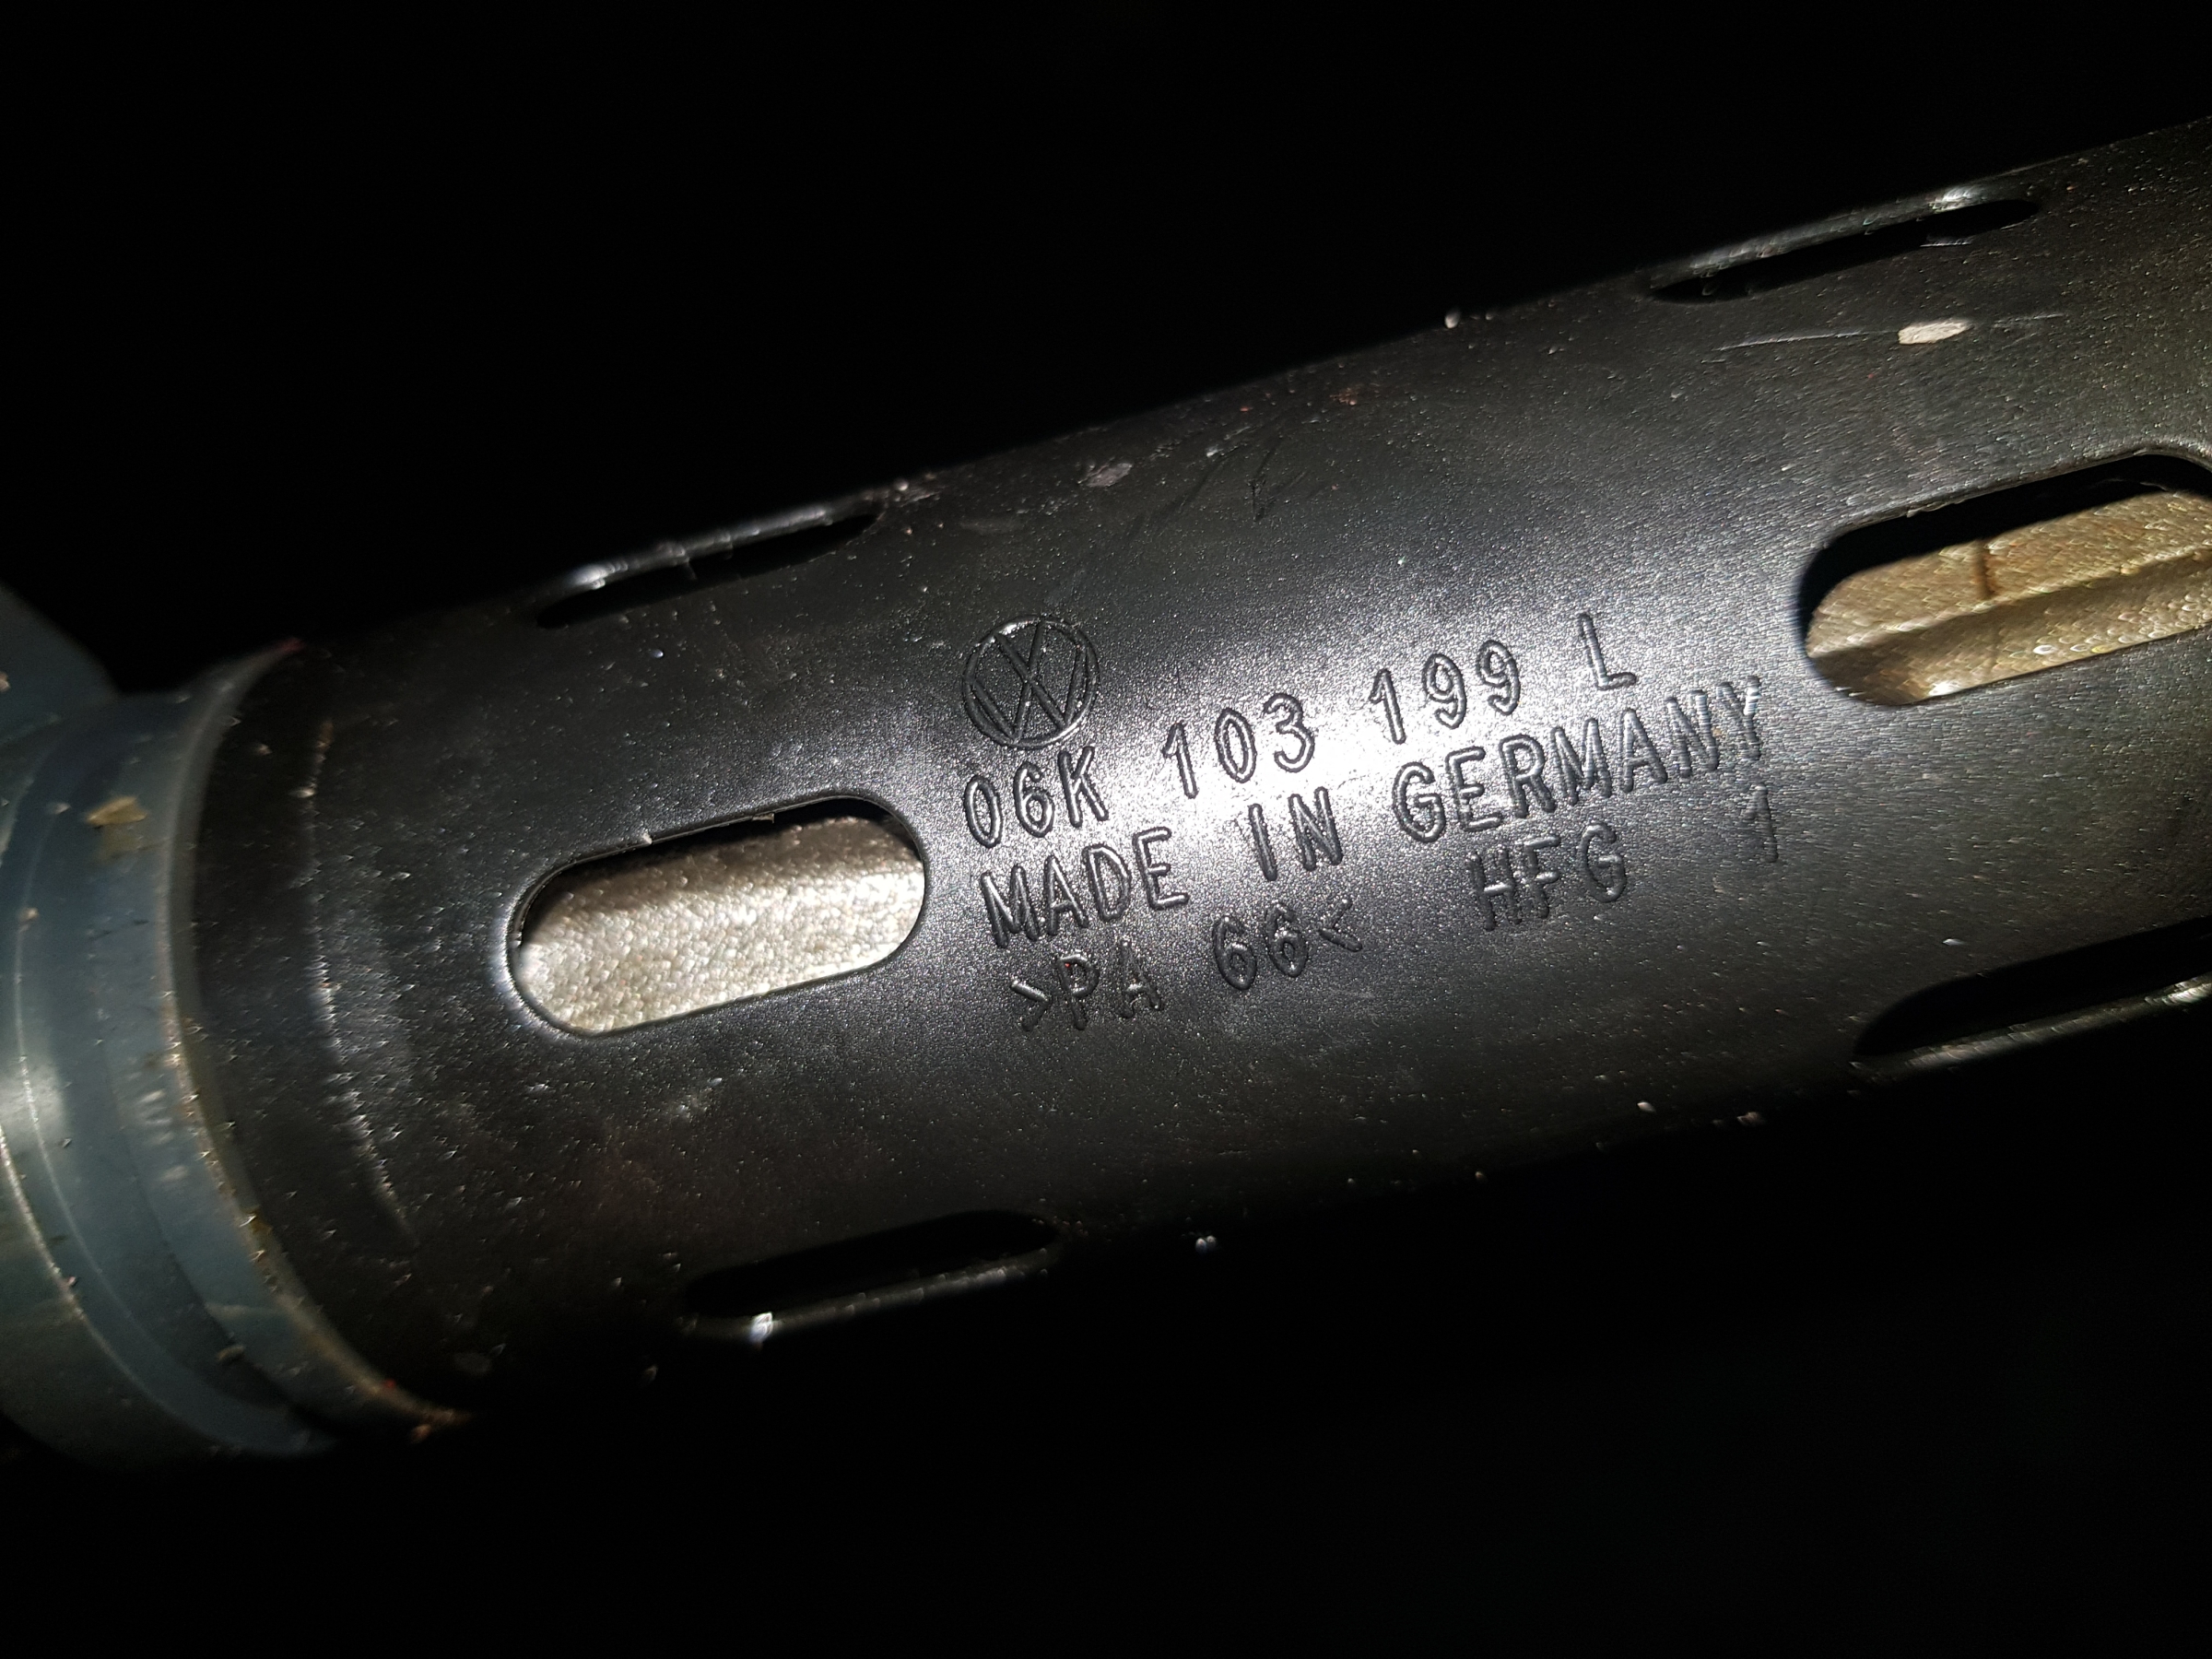 06K 103 199 L
MADE IN GERMANY
>PA 66< HFG 1